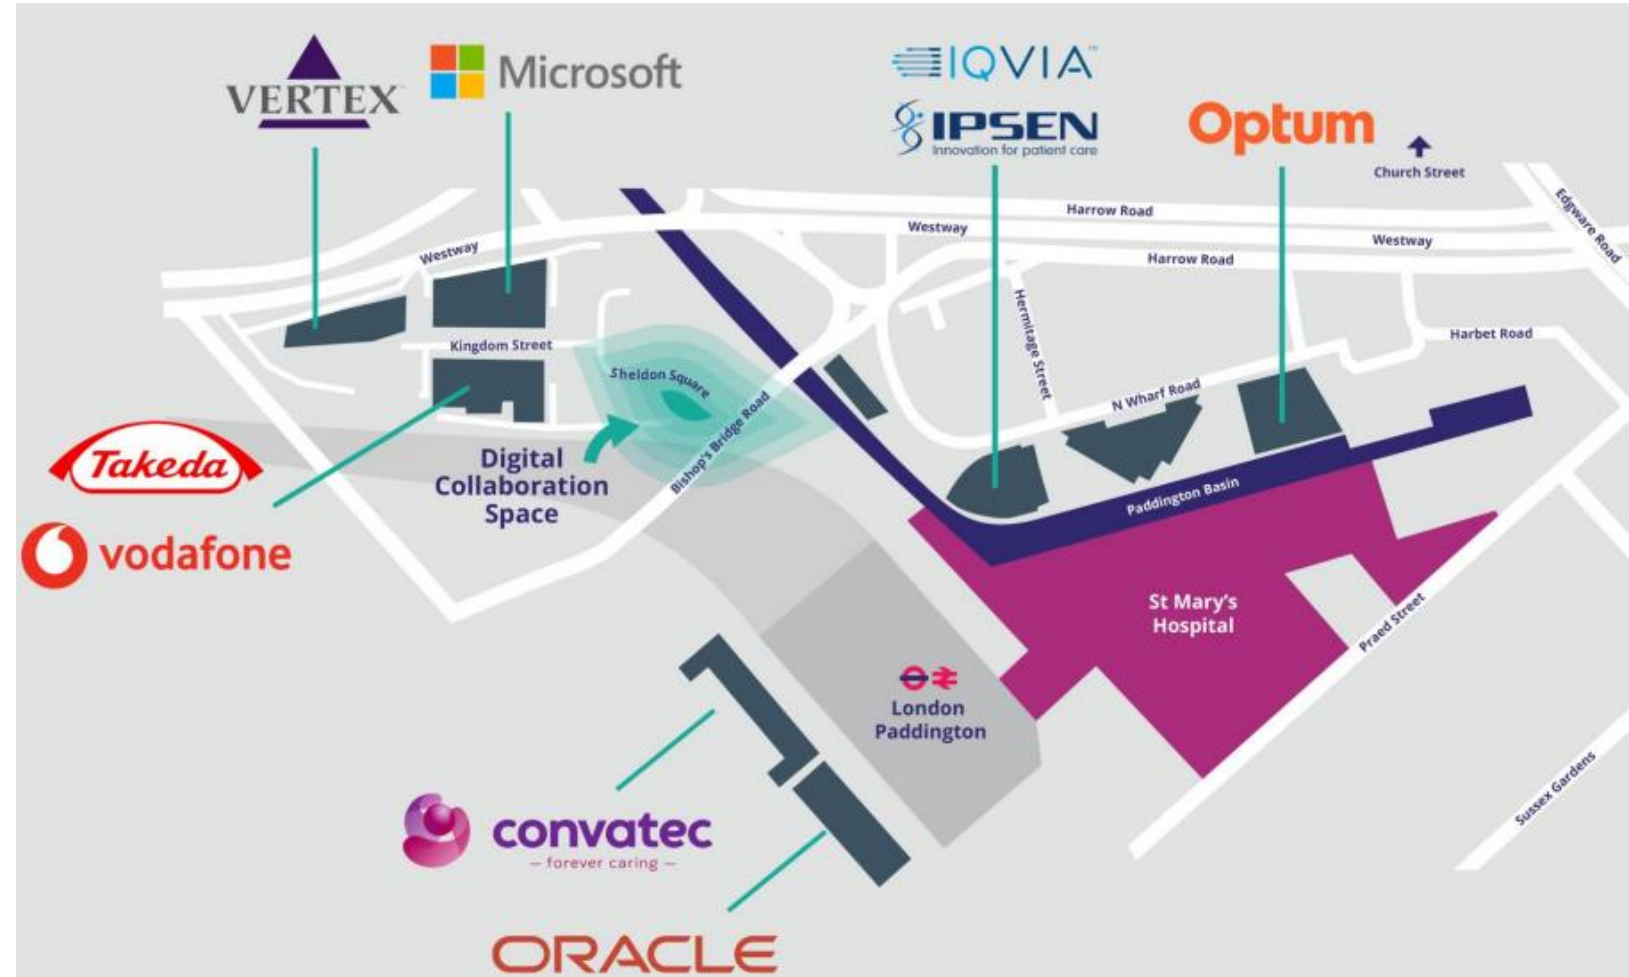 VERTEX
Microsoft
IQVIA™
IPSEN
Innovation for patient care
Optum
Church Street
Edgware Road
Harrow Road
Westway
Westway
Westway
Harrow Road
Hermitage Street
Harbet Road
Kingdom Street
Sheldon Square
N Wharf Road
Bishop's Bridge Road
Takeda
Digital
Collaboration
Space
Paddington Basin
vodafone
St Mary's
Hospital
Praed Street
London
Paddington
Sussex Gardens
convatec
– forever caring –
ORACLE